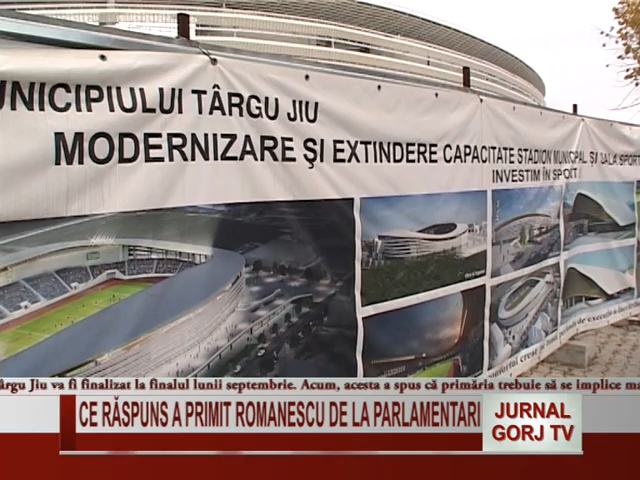 UNICIPIULUI TÂRGU JIU
MODERNIZARE ŞI EXTINDERE CAPACITATE STADION MUNICIPAL ŞI SALA SPORT
INVESTIM ÎN SPORT!
ârgu Jiu va fi finalizat la finalul lunii septembrie. Acum, acesta a spus că primăria trebuie să se implice ma
CE RĂSPUNS A PRIMIT ROMANESCU DE LA PARLAMENTARI
JURNAL
GORJ TV